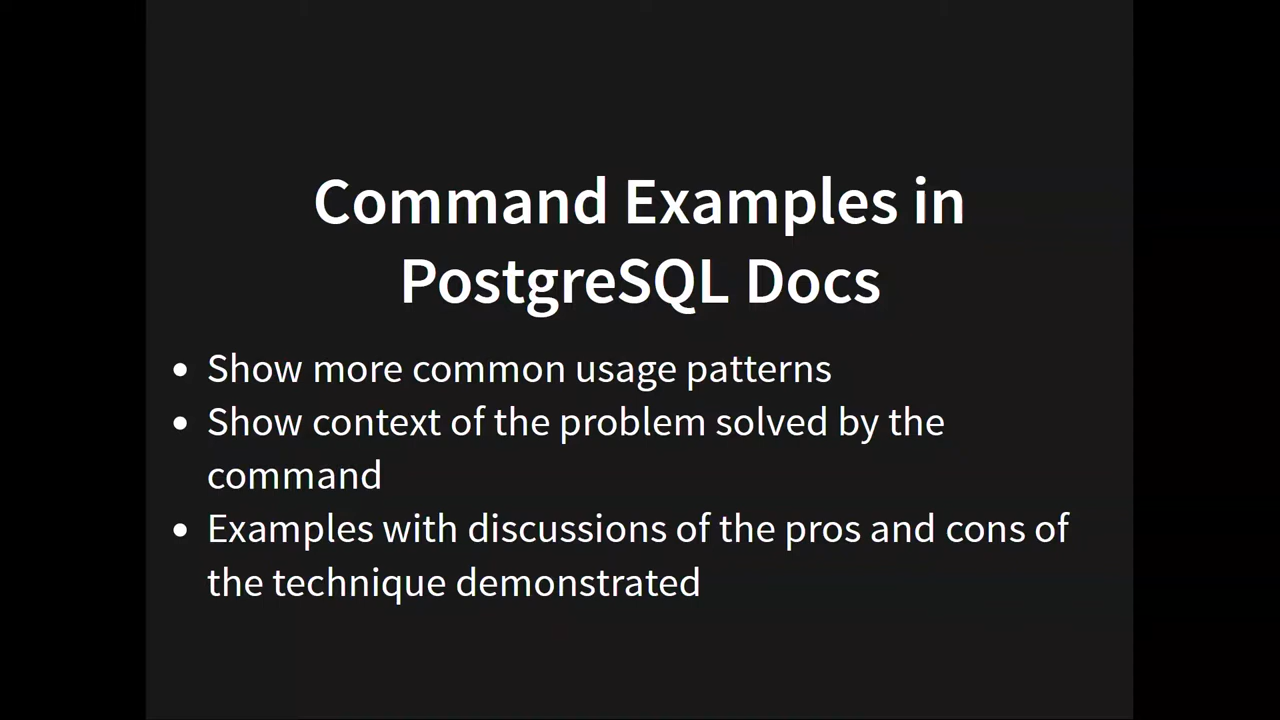 Command Examples in
PostgreSQL Docs
• Show more common usage patterns
• Show context of the problem solved by the
command
• Examples with discussions of the pros and cons of
the technique demonstrated